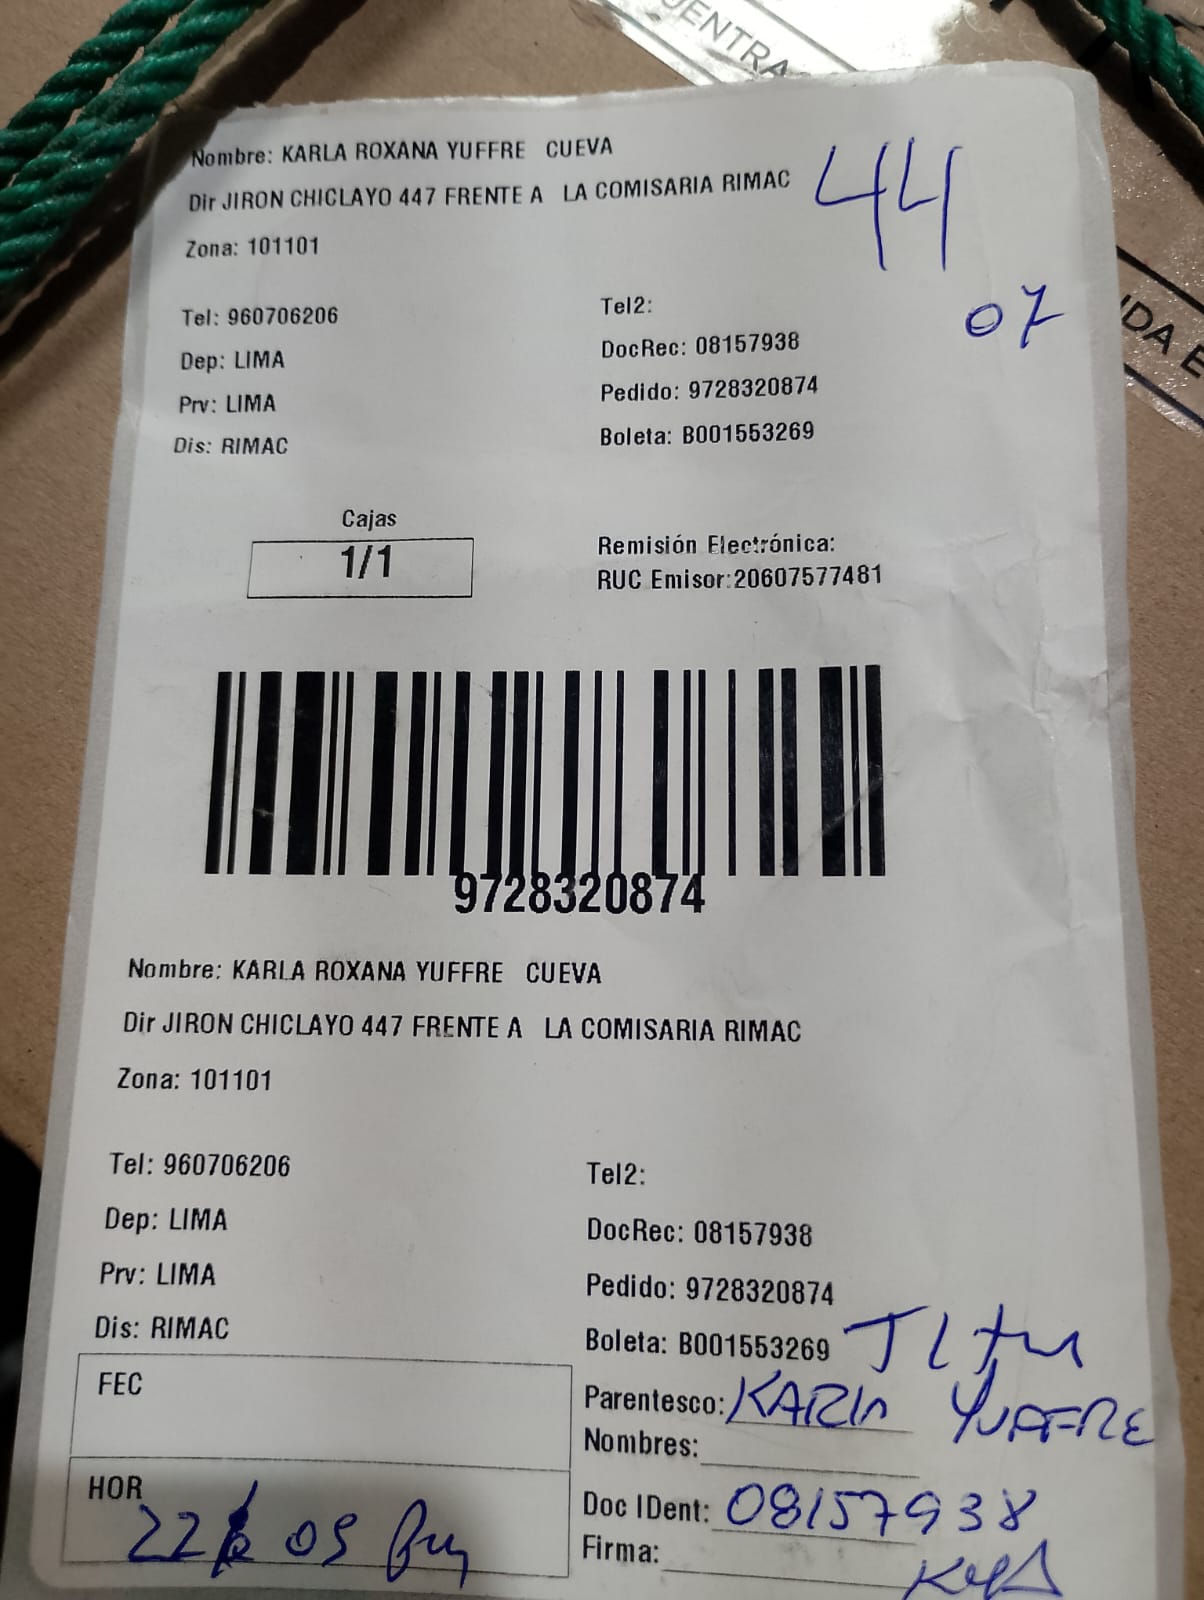 UENTRA
Nombre: KARLA ROXANA YUFFRE CUEVA
Dir JIRON CHICLAYO 447 FRENTE A LA COMISARIA RIMAC
44
Zona: 101101
07
IDA E
Tel: 960706206
Tel2:
Dep: LIMA
DocRec: 08157938
Prv: LIMA
Pedido: 9728320874
Dis: RIMAC
Boleta: B001553269
Cajas
1/1
Remisión Electrónica:
RUC Emisor:20607577481
9728320874
Nombre: KARLA ROXANA YUFFRE CUEVA
Dir JIRON CHICLAYO 447 FRENTE A LA COMISARIA RIMAC
Zona: 101101
Tel: 960706206
Tel2:
Dep: LIMA
DocRec: 08157938
Prv: LIMA
Pedido: 9728320874
Dis: RIMAC
Boleta: B001553269
FEC
Parentesco: KARLA YUFFRE
Nombres:
HOR
Doc IDent: 08157938
Firma: